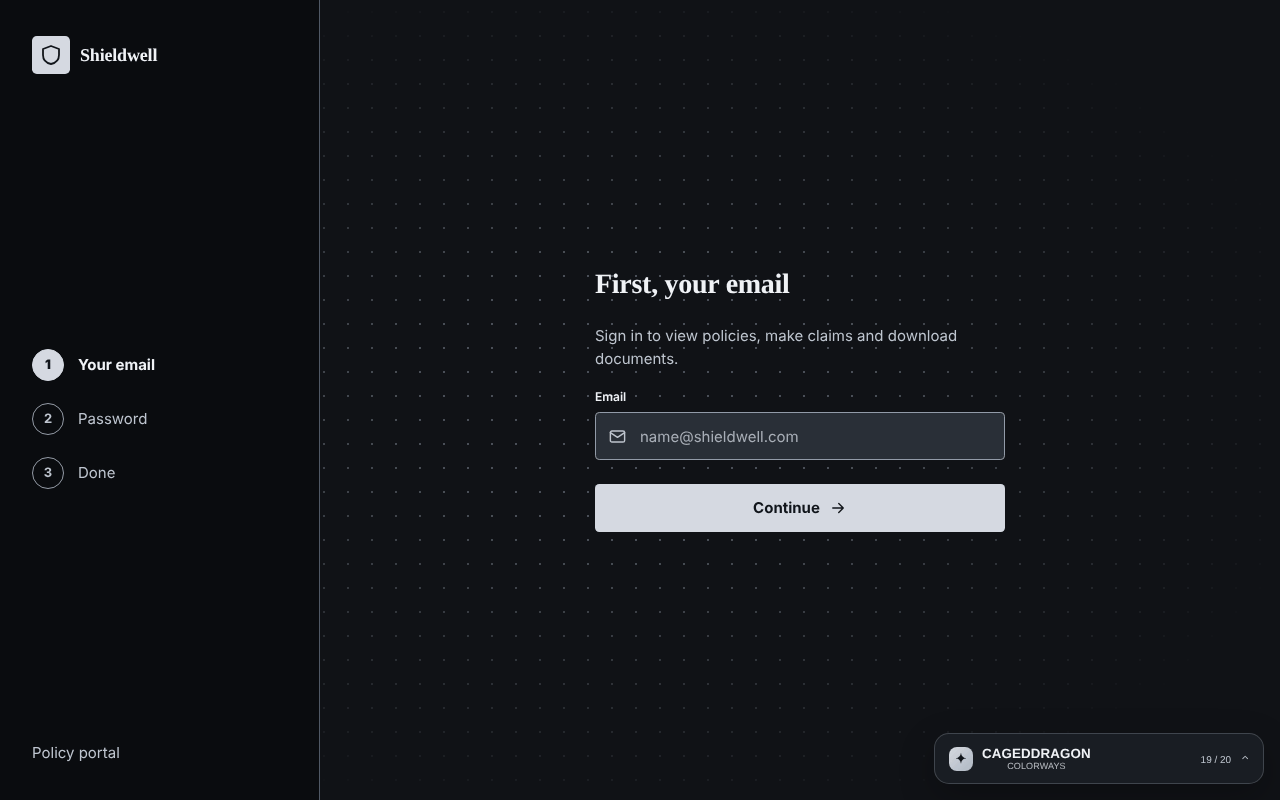 Shieldwell
1 Your email
2 Password
3 Done
Policy portal
First, your email
Sign in to view policies, make claims and download
documents.
Email
name@shieldwell.com
Continue
CAGEDDRAGON
COLORWAYS
19 / 20